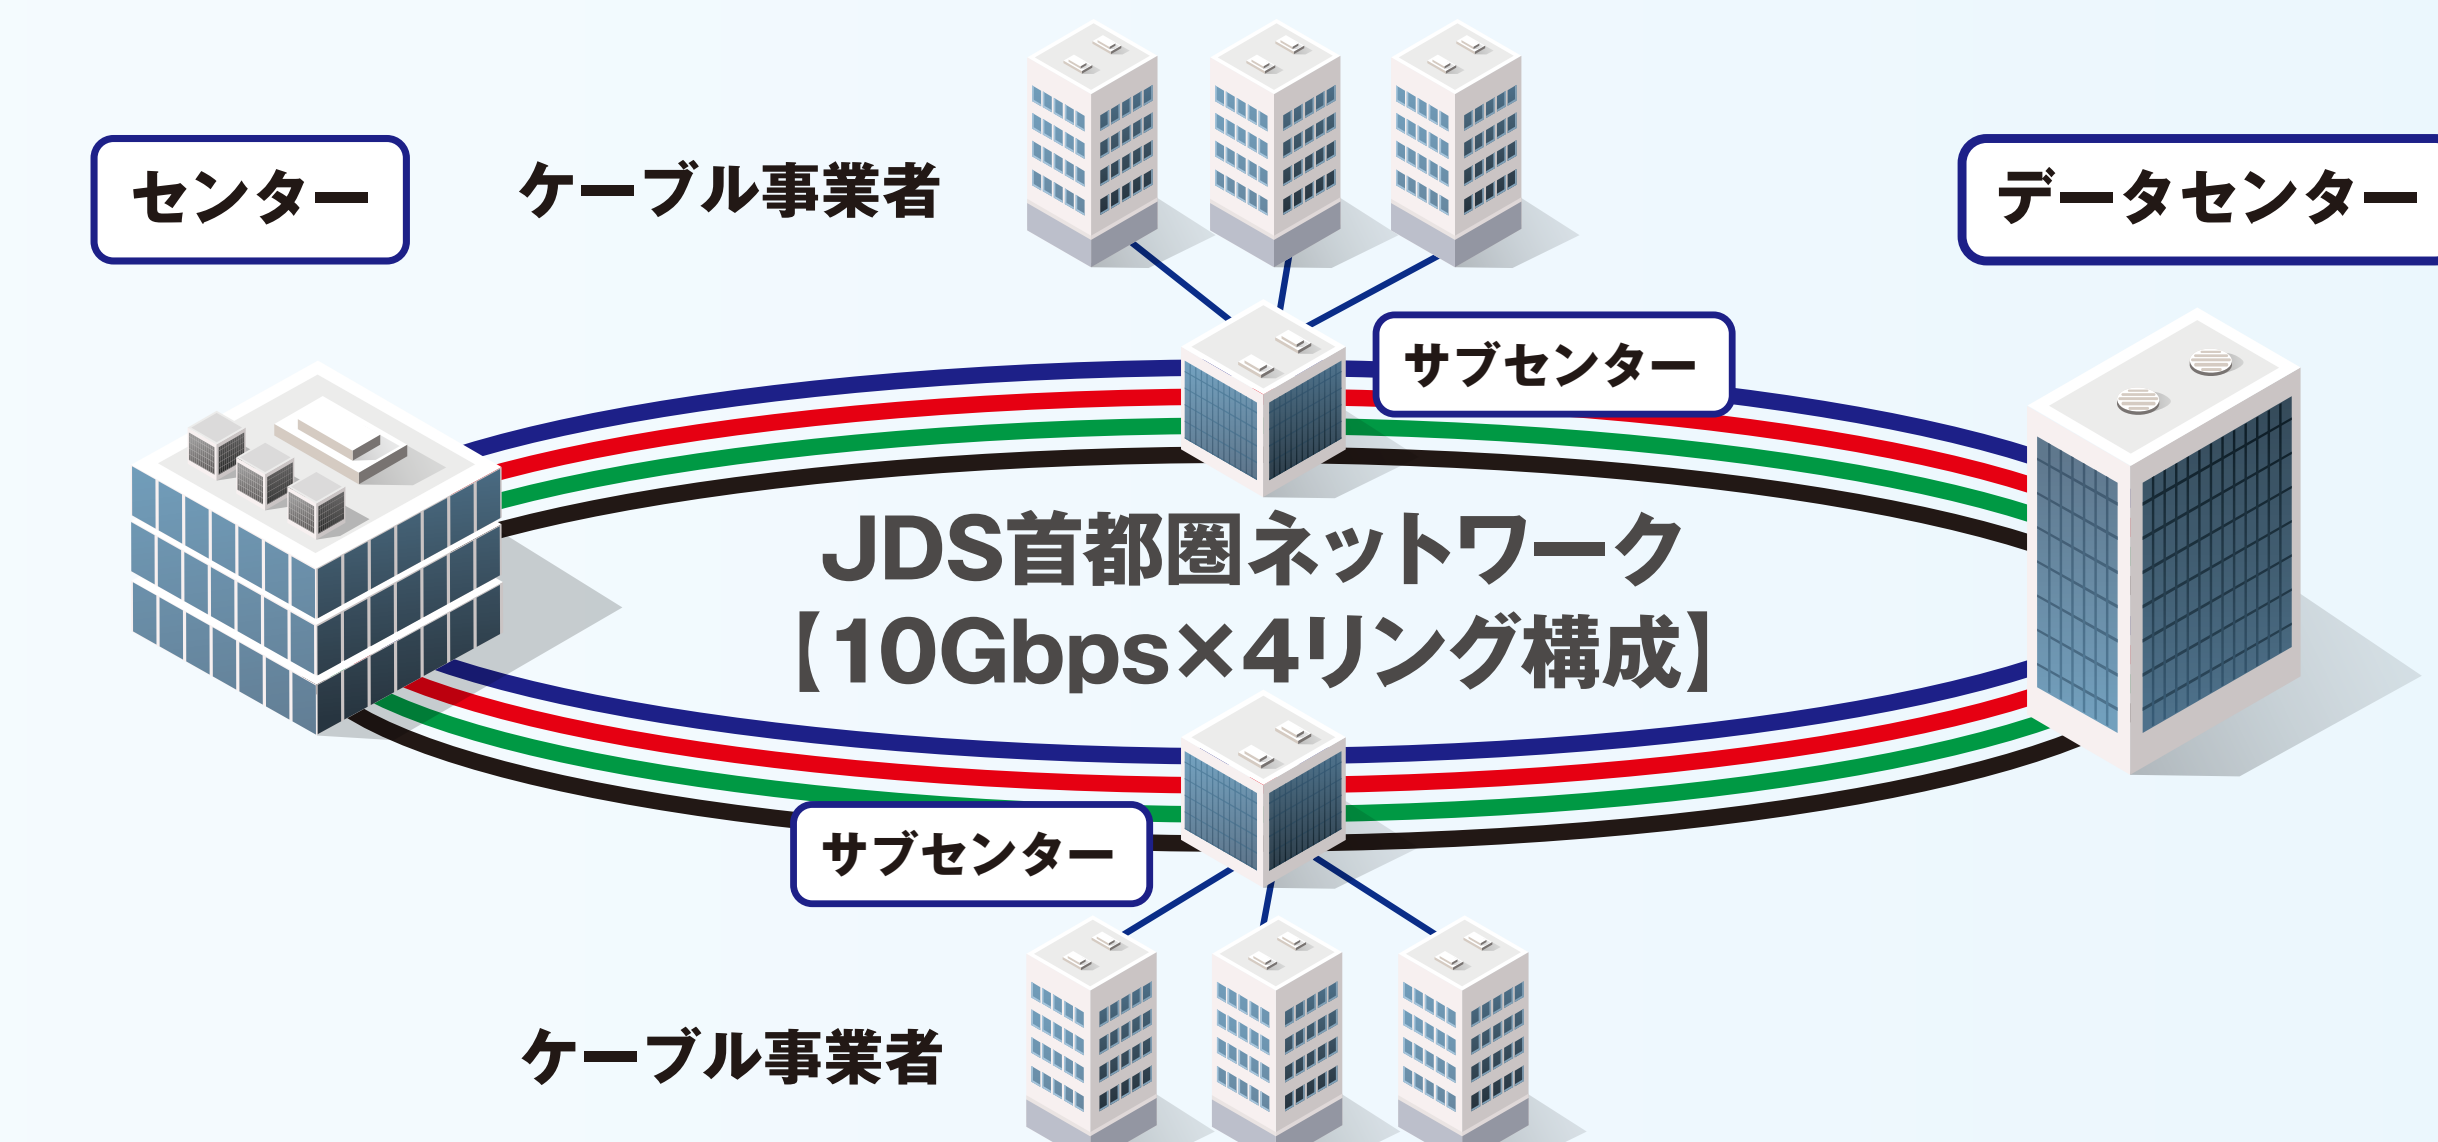 センター
ケーブル事業者
データセンター
サブセンター
JDS首都圏ネットワーク
【10Gbps×4リング構成】
サブセンター
ケーブル事業者